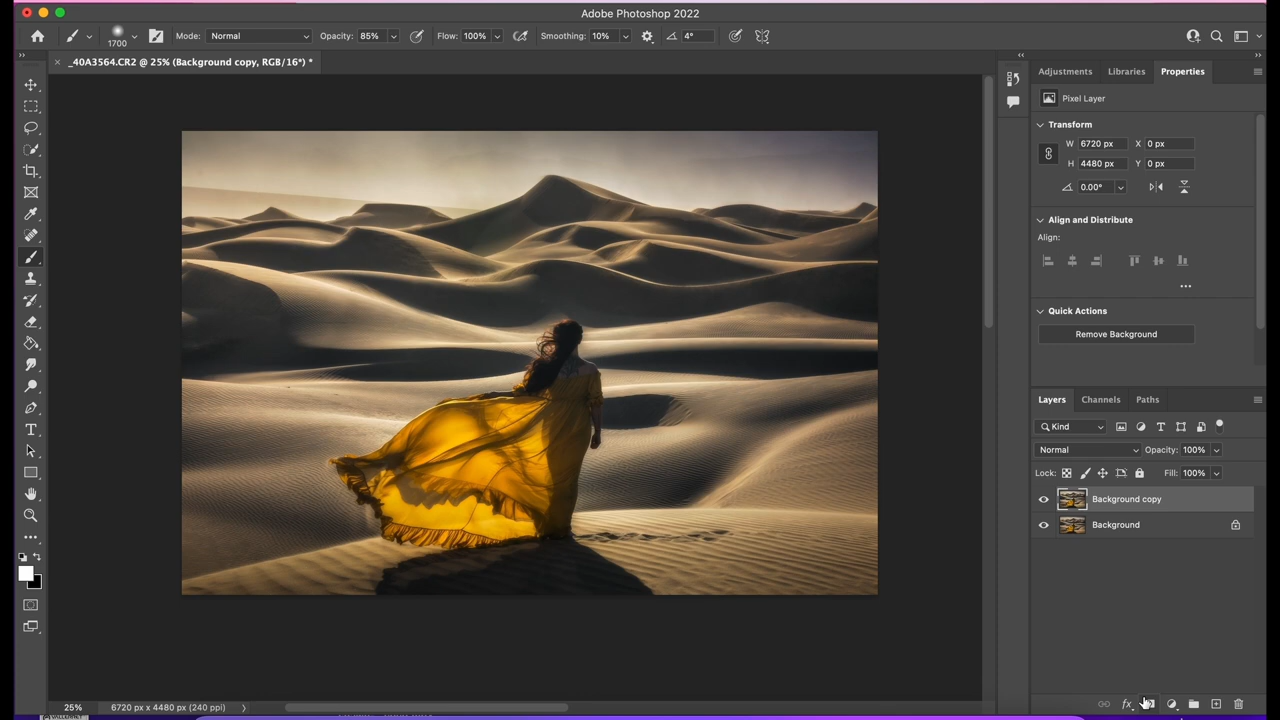 Adobe Photoshop 2022
1700
Mode: Normal
Opacity: 85%
Flow: 100%
Smoothing: 10%
4°
_40A3564.CR2 @ 25% (Background copy, RGB/16*) *
Adjustments
Libraries
Properties
Pixel Layer
Transform
W 6720 px X 0 px
H 4480 px Y 0 px
0.00°
Align and Distribute
Align:
Quick Actions
Remove Background
Layers
Channels
Paths
Kind
Normal
Opacity: 100%
Lock:
Fill: 100%
Background copy
Background
fx
25%
6720 px x 4480 px (240 ppi)